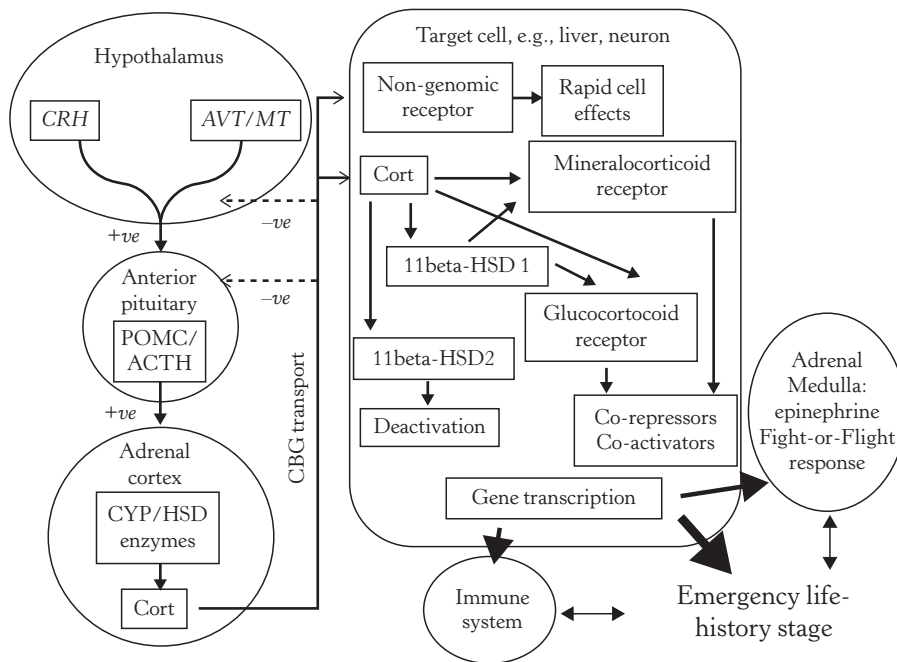 Hypothalamus
CRH
AVT/MT
–ve
+ve
Anterior
pituitary
POMC/
ACTH
–ve
+ve
Adrenal
cortex
CYP/HSD
enzymes
Cort
CBG transport
Target cell, e.g., liver, neuron
Non-genomic
receptor
Rapid cell
effects
Cort
Mineralocorticoid
receptor
11beta-HSD 1
Glucocortocoid
receptor
11beta-HSD2
Deactivation
Co-repressors
Co-activators
Gene transcription
Adrenal
Medulla:
epinephrine
Fight-or-Flight
response
Immune
system
Emergency life-
history stage